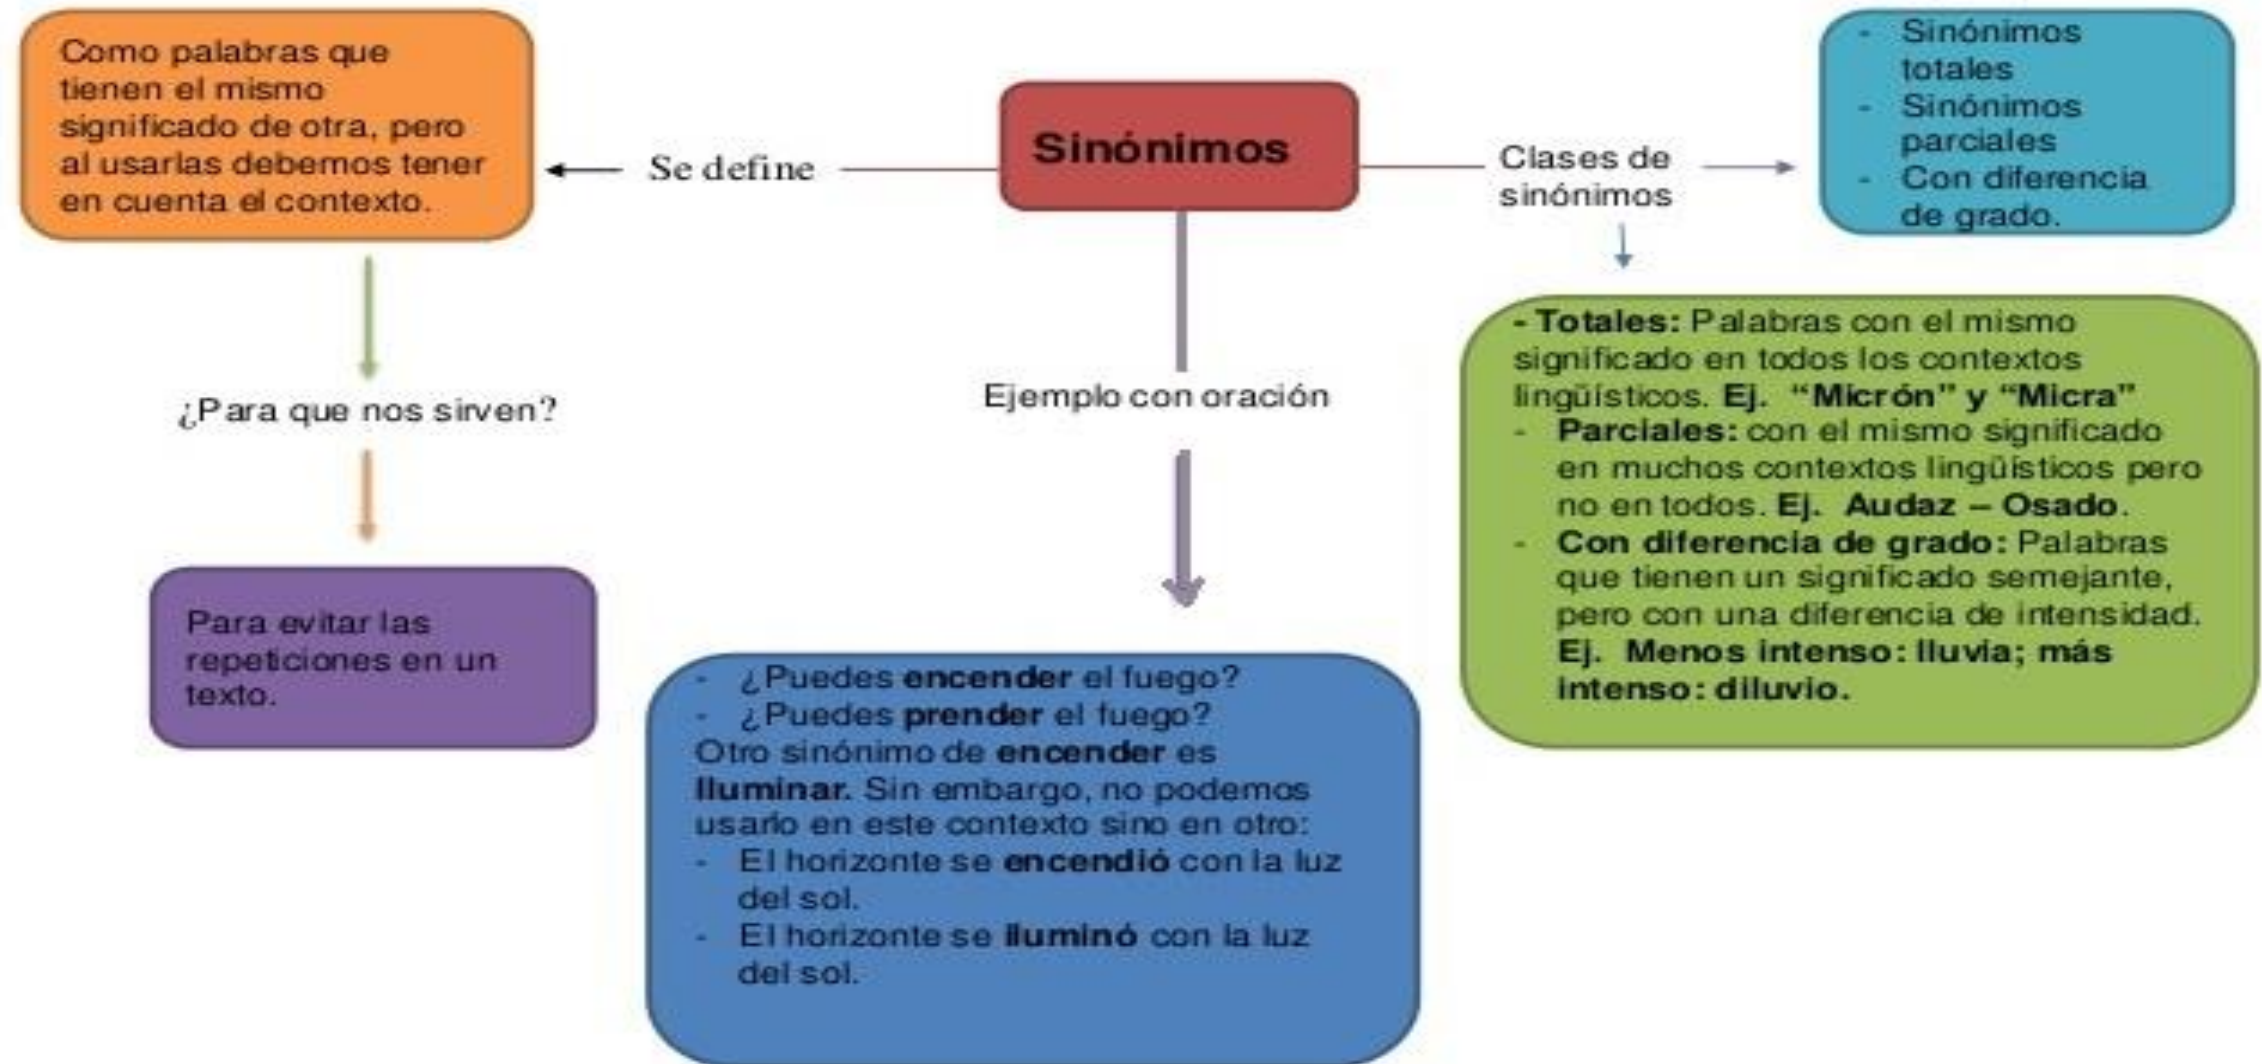 Como palabras que
tienen el mismo
significado de otra, pero
al usarlas debemos tener
en cuenta el contexto.
Se define
Sinónimos
Clases de
sinónimos
- Sinónimos
totales
- Sinónimos
parciales
- Con diferencia
de grado.
¿Para que nos sirven?
Para evitar las
repeticiones en un
texto.
Ejemplo con oración
- ¿Puedes encender el fuego?
- ¿Puedes prender el fuego?
Otro sinónimo de encender es
Iluminar. Sin embargo, no podemos
usarlo en este contexto sino en otro:
- El horizonte se encendió con la luz
del sol.
- El horizonte se iluminó con la luz
del sol.
- Totales: Palabras con el mismo
significado en todos los contextos
lingüísticos. Ej. “Micrón” y “Micra”
- Parciales: con el mismo significado
en muchos contextos lingüísticos pero
no en todos. Ej. Audaz – Osado.
- Con diferencia de grado: Palabras
que tienen un significado semejante,
pero con una diferencia de intensidad.
Ej. Menos intenso: lluvia; más
intenso: diluvio.